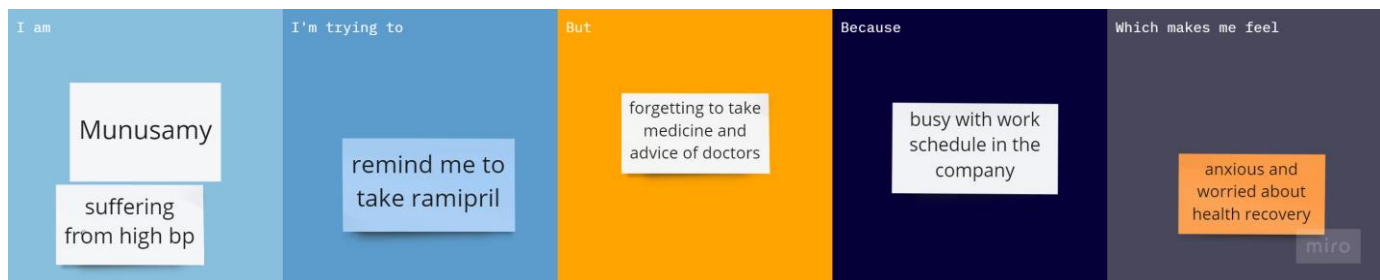 I am
Munusamy
suffering
from high bp
I'm trying to
remind me to
take ramipril
But
forgetting to take
medicine and
advice of doctors
Because
busy with work
schedule in the
company
Which makes me feel
anxious and
worried about
health recovery
miro